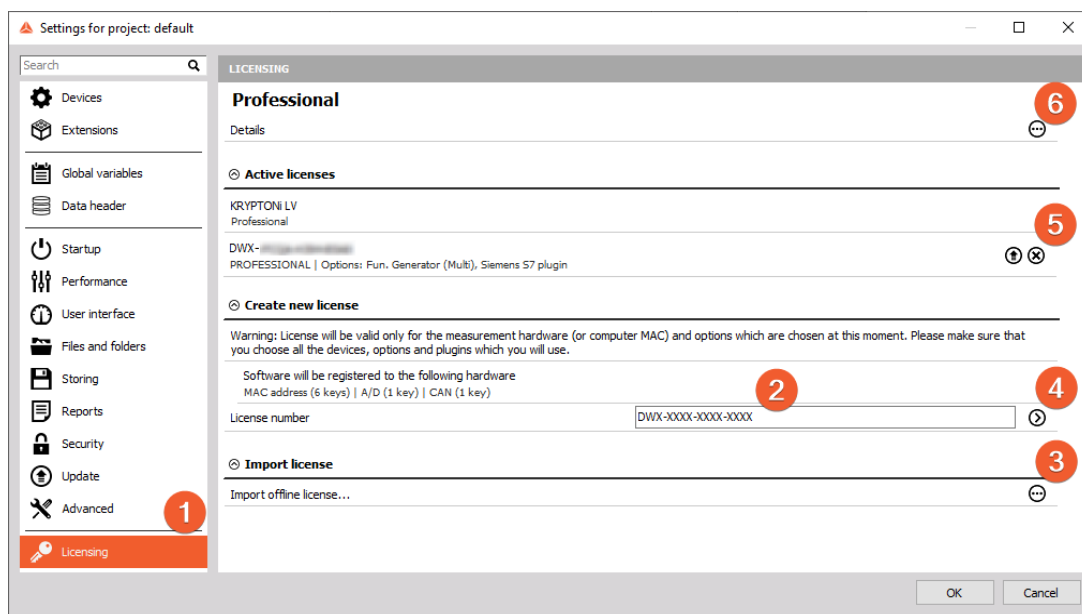 Settings for project: default
Search
LICENSING
Devices
Extensions
Global variables
Data header
Startup
Performance
User interface
Files and folders
Storing
Reports
Security
Update
Advanced
1
Licensing
Professional
6
Details
Active licenses
KRYPTONi LV
Professional
5
DWX-
PROFESSIONAL | Options: Fun. Generator (Multi), Siemens S7 plugin
Create new license
Warning: License will be valid only for the measurement hardware (or computer MAC) and options which are chosen at this moment. Please make sure that
you choose all the devices, options and plugins which you will use.
Software will be registered to the following hardware
MAC address (6 keys) | A/D (1 key) | CAN (1 key)
2
4
License number
DWX-XXXX-XXXX-XXXX
Import license
3
Import offline license...
OK
Cancel